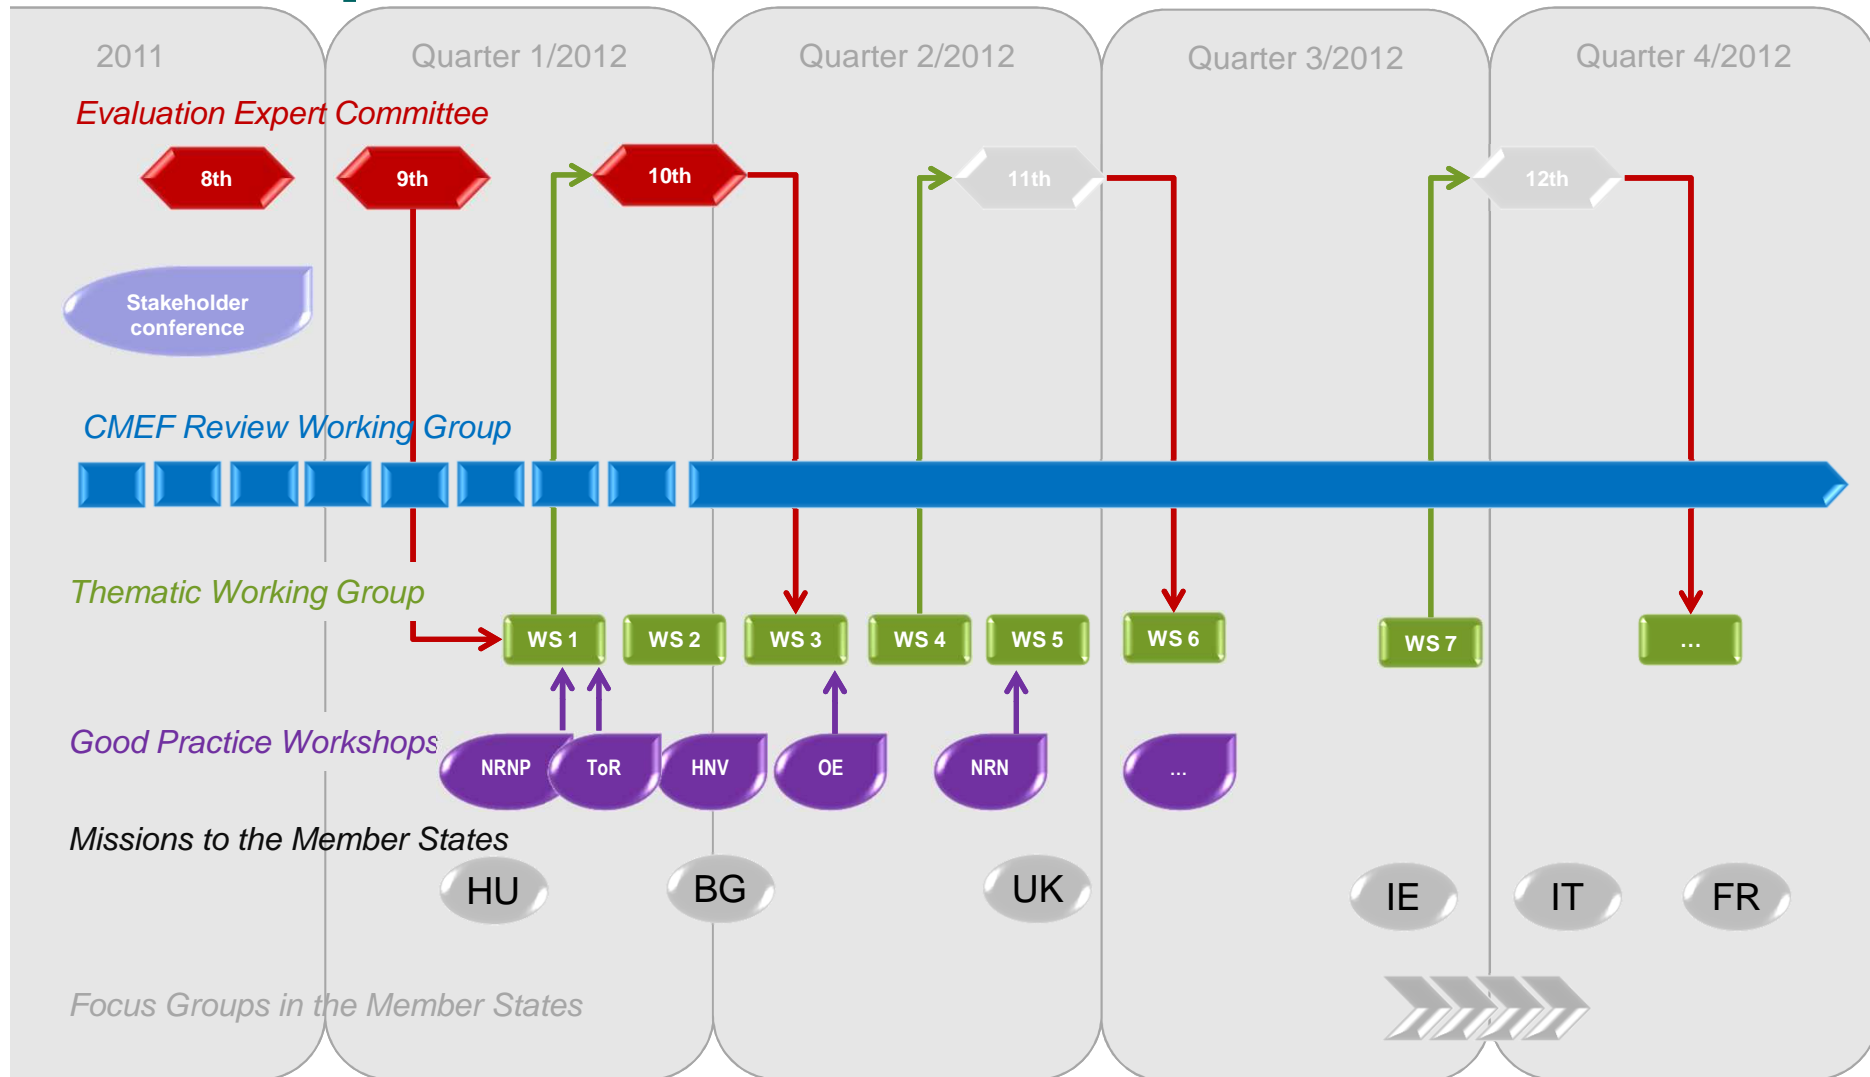 2011
Quarter 1/2012
Quarter 2/2012
Quarter 3/2012
Quarter 4/2012
Evaluation Expert Committee
8th
9th
10th
11th
12th
Stakeholder
conference
CMEF Review Working Group
Thematic Working Group
WS 1
WS 2
WS 3
WS 4
WS 5
WS 6
WS 7
...
Good Practice Workshops
NRNP
ToR
HNV
OE
NRN
...
Missions to the Member States
HU
BG
UK
IE
IT
FR
Focus Groups in the Member States